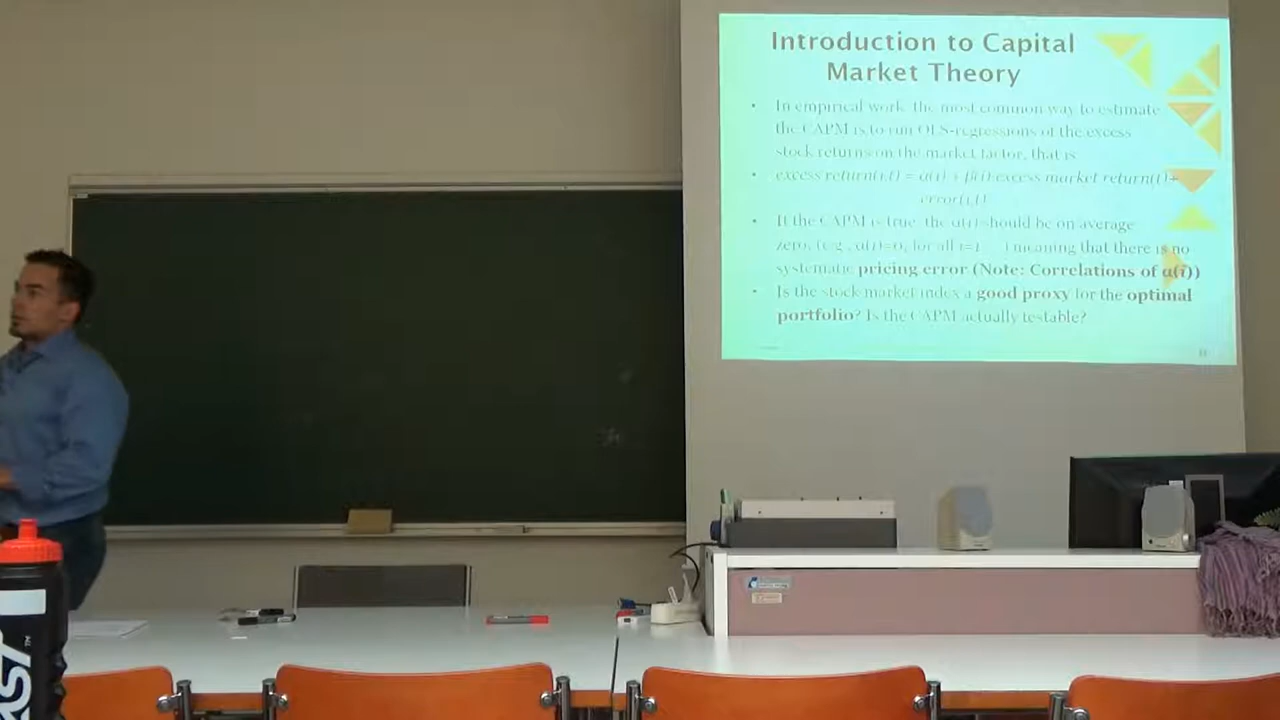 Introduction to Capital
Market Theory
• In empirical work, the most common way to estimate
the CAPM is to run OLS-regressions of the excess
stock returns on the market factor, that is
• excess return(i,t) = α(i) + β(i) excess market return(t)+
error(i,t)
• If the CAPM is true, the α(i) should be on average
zero, (e.g., α(i)=0, for all i=1 meaning that there is no
systematic pricing error (Note: Correlations of α(i))
• Is the stock market index a good proxy for the optimal
portfolio? Is the CAPM actually testable?